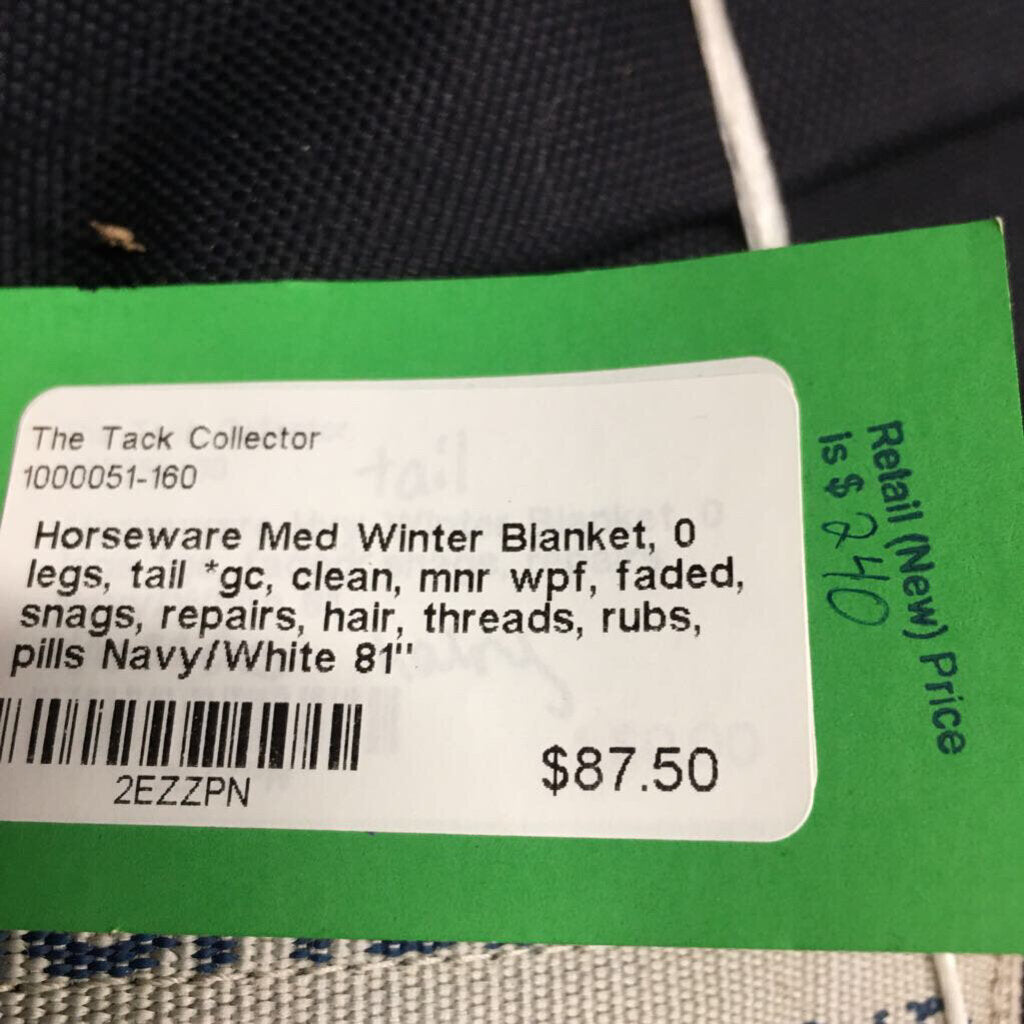 The Tack Collector
1000051-160
Horseware Med Winter Blanket, 0
legs, tail *gc, clean, mnr wpf, faded,
snags, repairs, hair, threads, rubs,
pills Navy/White 81"
2EZZPN
$87.50
Retail (New) Price
is $ 240
tail